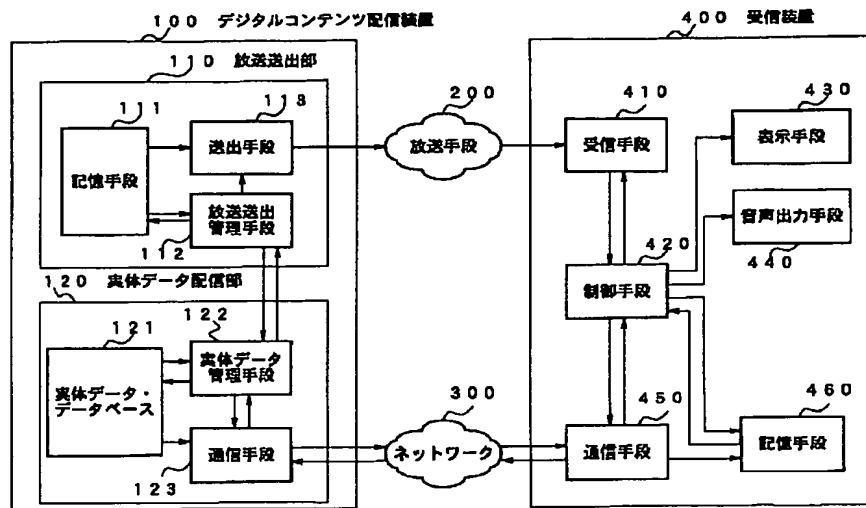 100 デジタルコンテンツ配信装置
110 放送送出部
111
記憶手段
113
送出手段
放送送出
管理手段
112
120 実体データ配信部
121
実体データ・
データベース
122
実体データ
管理手段
通信手段
123
200
放送手段
300
ネットワーク
400 受信装置
410
受信手段
430
表示手段
音声出力手段
440
420
制御手段
450
通信手段
460
記憶手段